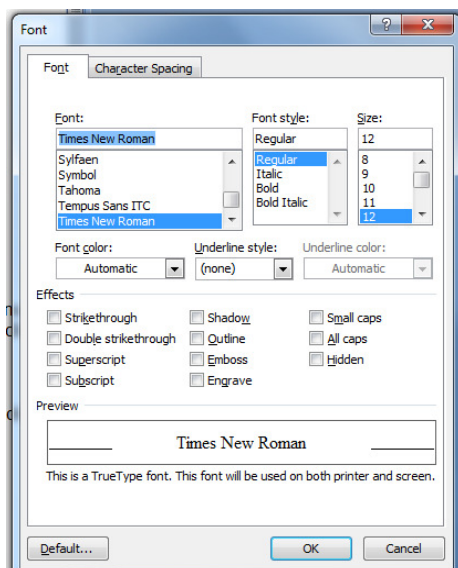 Font
? X
Font Character Spacing
Font: Font style: Size:
Times New Roman Regular 12
Sylfaen Regular 8
Symbol Italic 9
Tahoma Bold 10
Tempus Sans ITC Bold Italic 11
Times New Roman 12
Font color: Underline style: Underline color:
Automatic (none) Automatic
Effects
Strikethrough Shadow Small caps
Double strikethrough Outline All caps
Superscript Emboss Hidden
Subscript Engrave
Preview
Times New Roman
This is a TrueType font. This font will be used on both printer and screen.
Default... OK Cancel